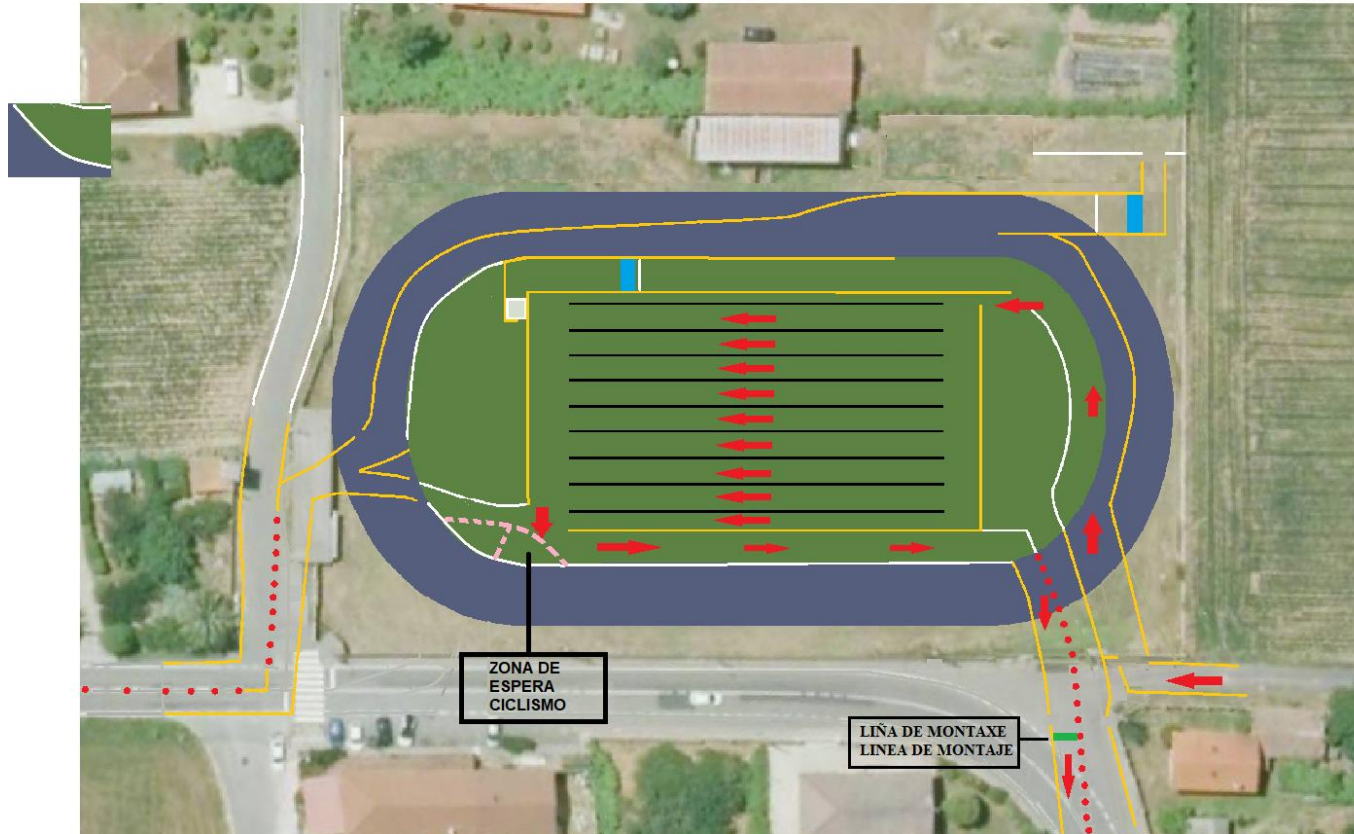 ZONA DE
ESPERA
CICLISMO
LIÑA DE MONTAXE
LINEA DE MONTAJE